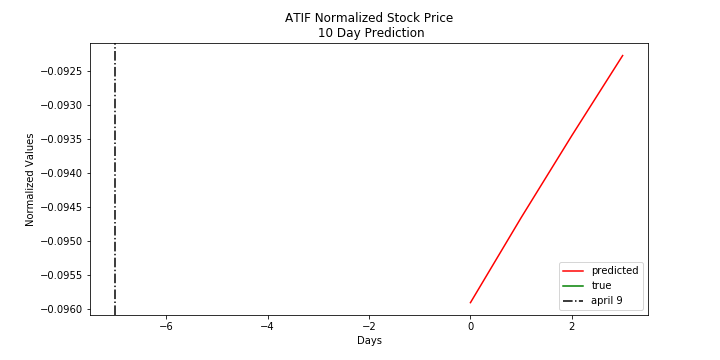 ATIF Normalized Stock Price
10 Day Prediction
−0.0925
−0.0930
−0.0935
−0.0940
−0.0945
−0.0950
−0.0955
−0.0960
Normalized Values
−6
−4
−2
0
2
Days
predicted
true
april 9